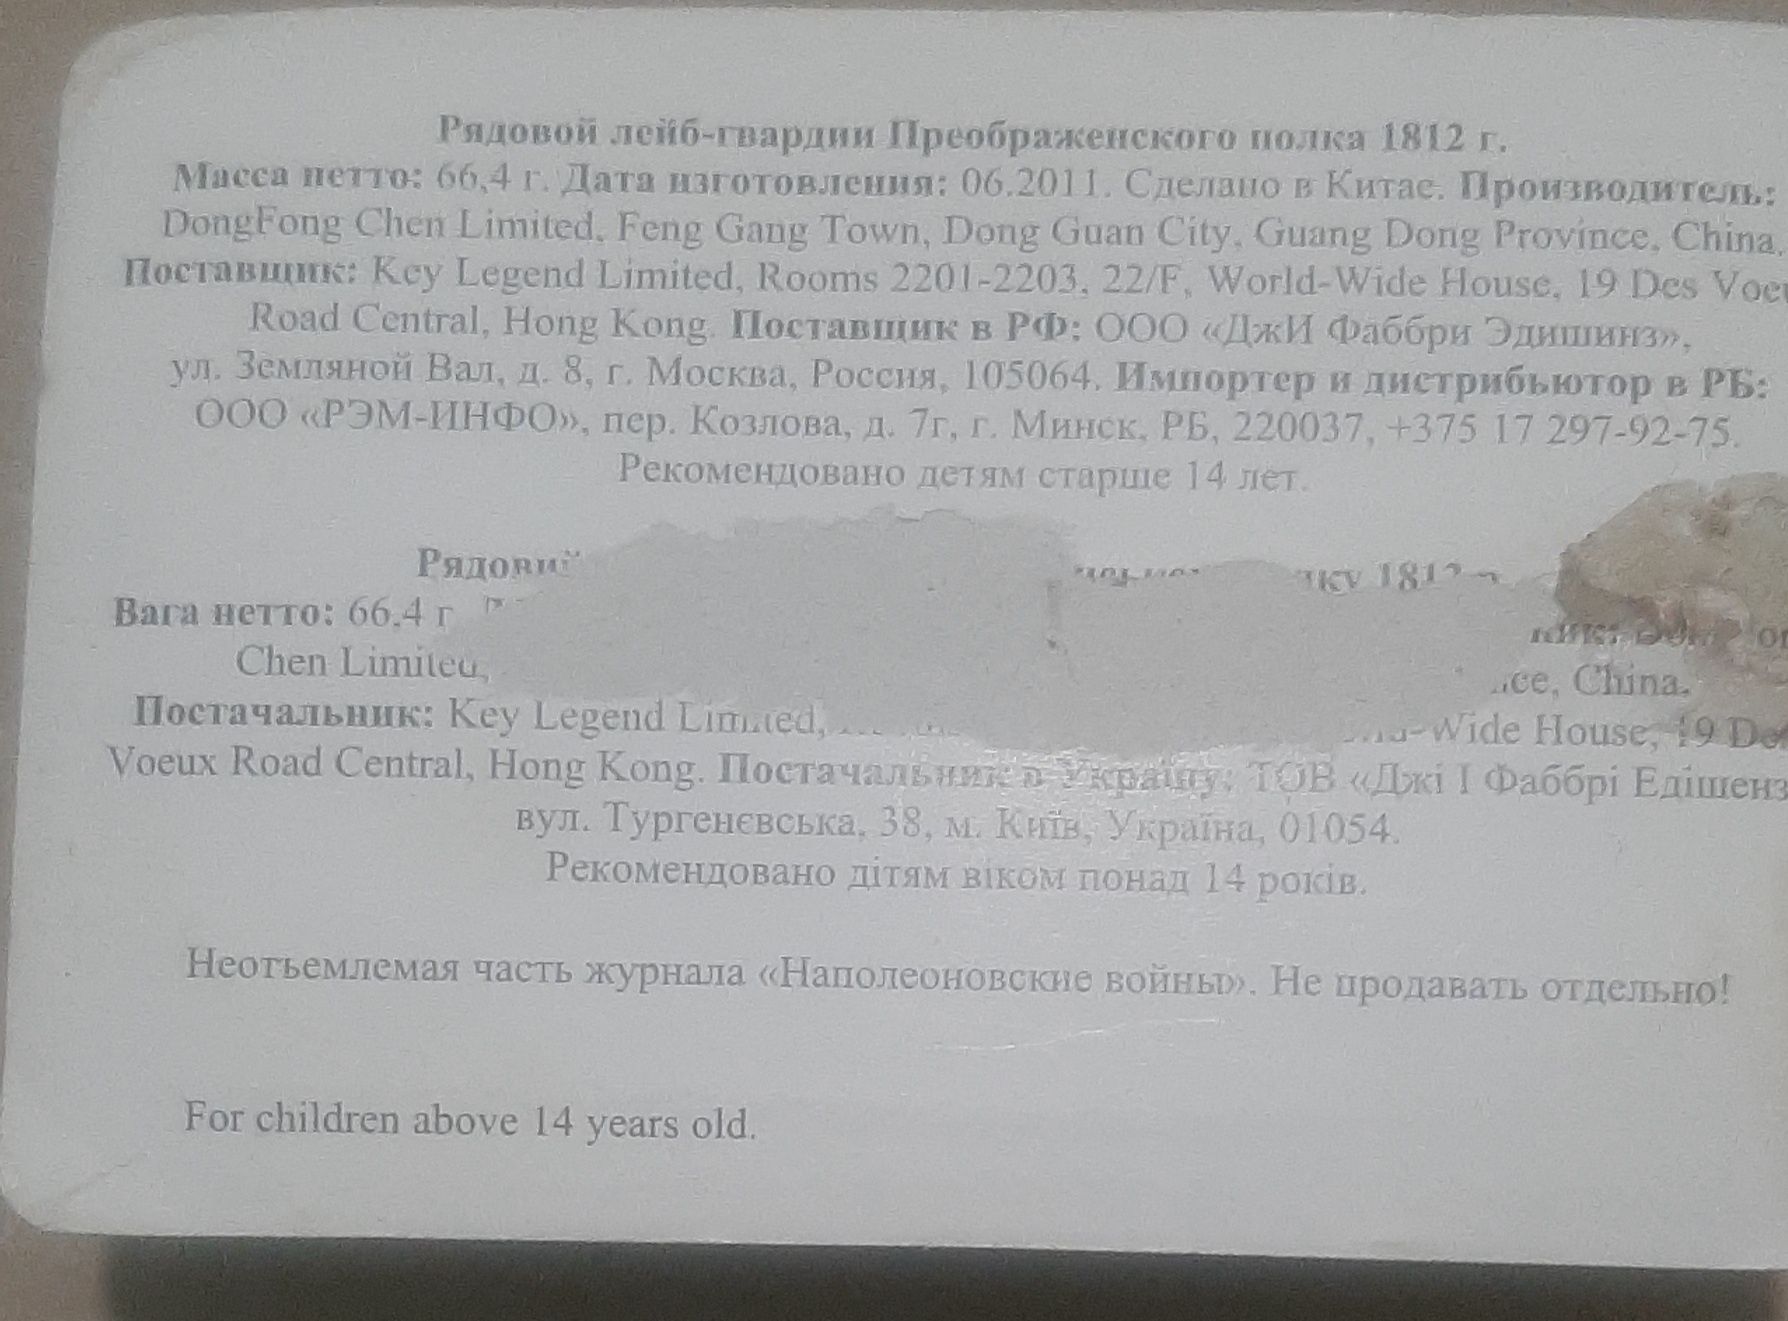 Рядовой лейб-гвардии Преображенского полка 1812 г.
Масса нетто: 66,4 г. Дата изготовления: 06.2011. Сделано в Китае. Производитель:
DongFong Chen Limited, Feng Gang Town, Dong Guan City, Guang Dong Province, China.
Поставщик: Key Legend Limited, Rooms 2201-2203, 22/F, World-Wide House, 19 Des
Road Central, Hong Kong. Поставщик в РФ: ООО «ДжИ Фаббри Эдишинз»,
ул. Земляной Вал, д. 8, г. Москва, Россия, 105064. Импортер и дистрибьютор в РБ:
ООО «РЭМ-ИНФО», пер. Козлова, д. 7г, г. Минск, РБ, 220037, +375 17 297-92-75.
Рекомендовано детям старше 14 лет.
Рядовий 1812
Вага нетто: 66,4 г
Chen Limited, China.
Постачальник: Key Legend Limited, House, 19 Des
Voeux Road Central, Hong Kong. Постачальник в Україну: ТОВ «Джі І Фаббрі Едішенз
вул. Тургенєвська, 38, м. Київ, Україна, 01054.
Рекомендовано дітям віком понад 14 років.
Неотъемлемая часть журнала «Наполеоновские войны». Не продавать отдельно!
For children above 14 years old.